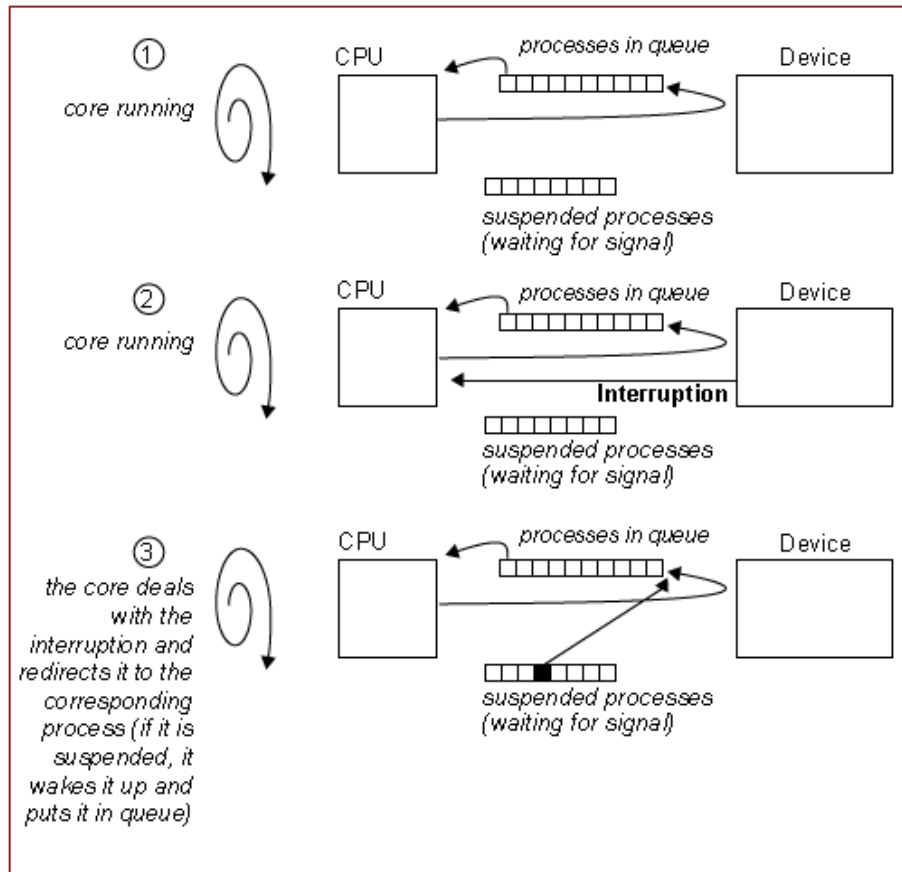 1
core running
CPU
processes in queue
Device
suspended processes
(waiting for signal)
2
core running
CPU
processes in queue
Device
Interruption
suspended processes
(waiting for signal)
3
the core deals
with the
interruption and
redirects it to the
corresponding
process (if it is
suspended, it
wakes it up and
puts it in queue)
CPU
processes in queue
Device
suspended processes
(waiting for signal)